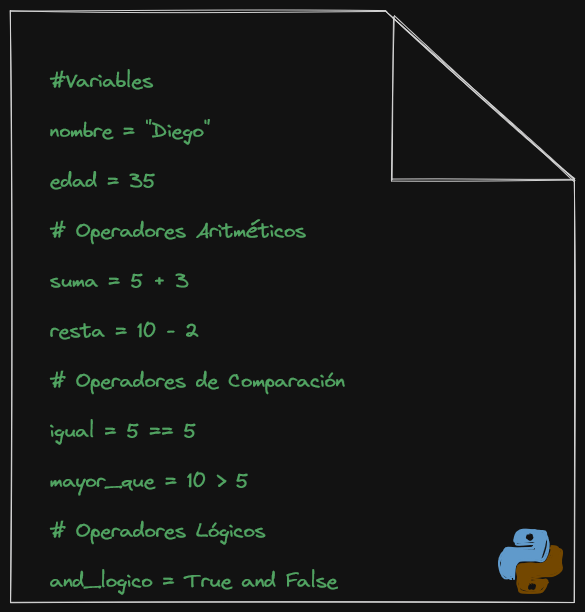 #Variables
nombre = "Diego"
edad = 35
# Operadores Aritméticos
suma = 5 + 3
resta = 10 - 2
# Operadores de Comparación
igual = 5 == 5
mayor_que = 10 > 5
# Operadores Lógicos
and_logico = True and False